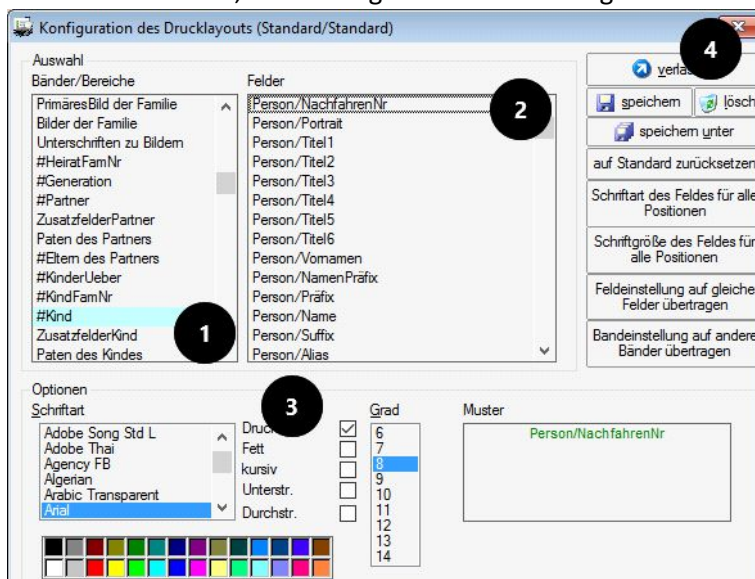 Konfiguration des Drucklayouts (Standard/Standard)
Auswahl
Bänder/Bereiche
PrimäresBild der Familie
Bilder der Familie
Unterschriften zu Bildern
#HeiratFamNr
#Generation
#Partner
ZusatzfelderPartner
Paten des Partners
#Eltern des Partners
#KinderUeber
#KindFamNr
#Kind
ZusatzfelderKind
Paten des Kindes
1
Felder
Person/NachfahrenNr
Person/Portrait
Person/Titel1
Person/Titel2
Person/Titel3
Person/Titel4
Person/Titel5
Person/Titel6
Person/Vornamen
Person/NamenPräfix
Person/Präfix
Person/Name
Person/Suffix
Person/Alias
2
4
speichern
speichern unter
auf Standard zurücksetzen
Schriftart des Feldes für alle
Positionen
Schriftgröße des Feldes für
alle Positionen
Feldeinstellung auf gleiche
Felder übertragen
Bandeinstellung auf andere
Bänder übertragen
Optionen
Schriftart
Adobe Song Std L
Adobe Thai
Agency FB
Algerian
Arabic Transparent
Arial
3
Fett
kursiv
Unterstr.
Durchstr.
Grad
6
7
8
9
10
11
12
13
14
Muster
Person/NachfahrenNr